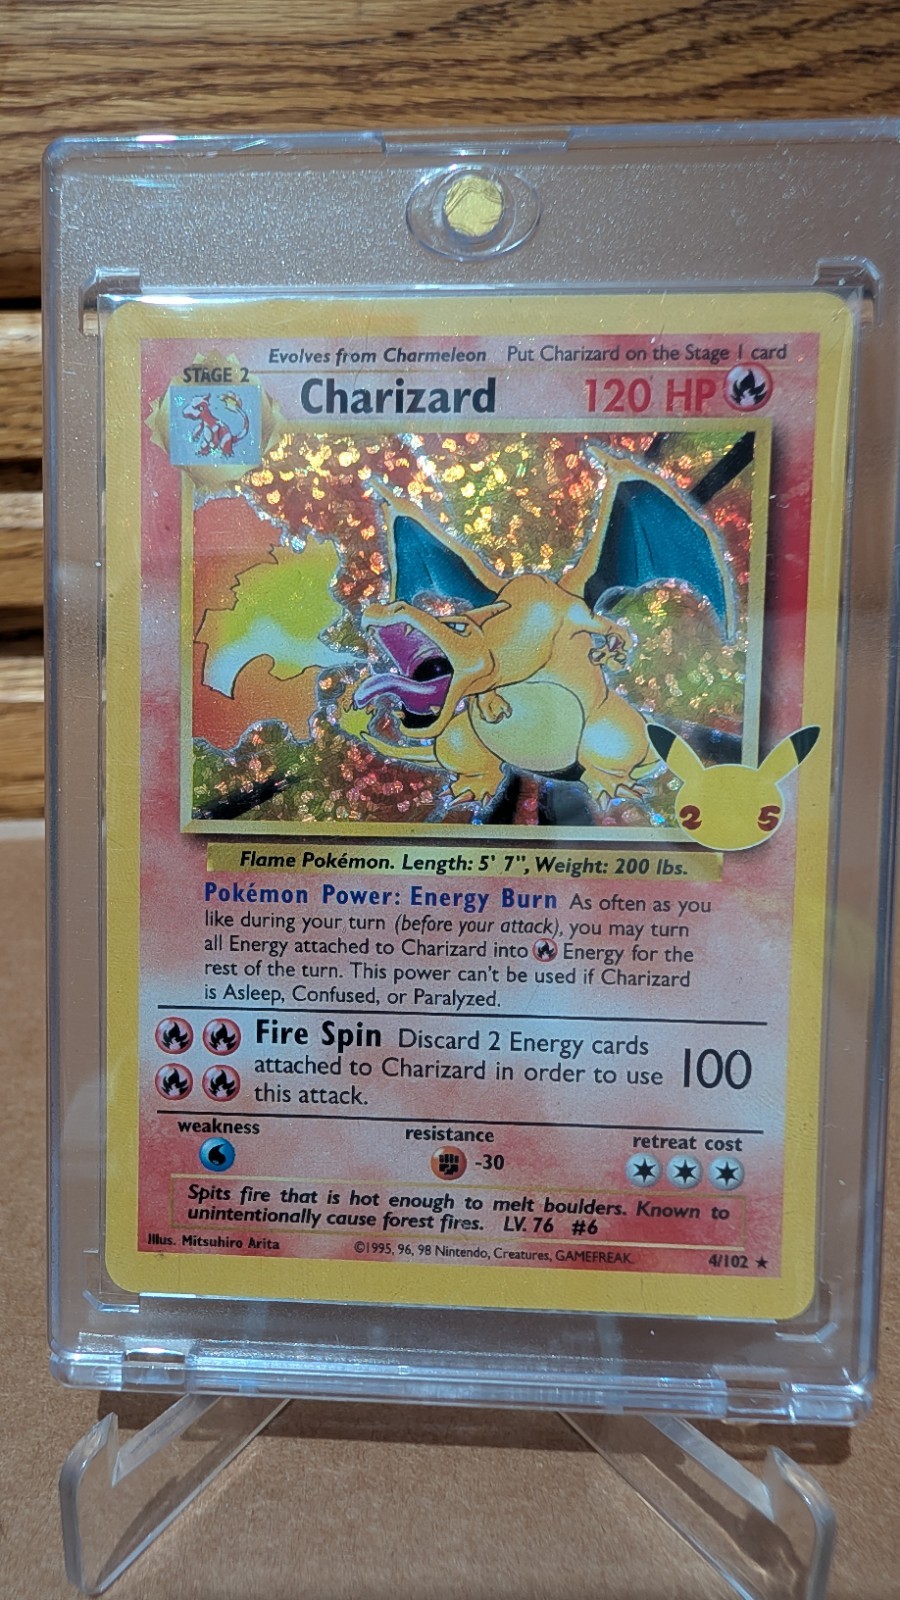 Evolves from Charmeleon Put Charizard on the Stage 1 card
STAGE 2
Charizard 120 HP
2 5
Flame Pokémon. Length: 5' 7", Weight: 200 lbs.
Pokémon Power: Energy Burn As often as you
like during your turn (before your attack), you may turn
all Energy attached to Charizard into Energy for the
rest of the turn. This power can't be used if Charizard
is Asleep, Confused, or Paralyzed.
Fire Spin Discard 2 Energy cards
attached to Charizard in order to use 100
this attack.
weakness resistance retreat cost
-30
Spits fire that is hot enough to melt boulders. Known to
unintentionally cause forest fires. LV. 76 #6
Illus. Mitsuhiro Arita ©1995, 96, 98 Nintendo, Creatures, GAMEFREAK. 4/102 ★